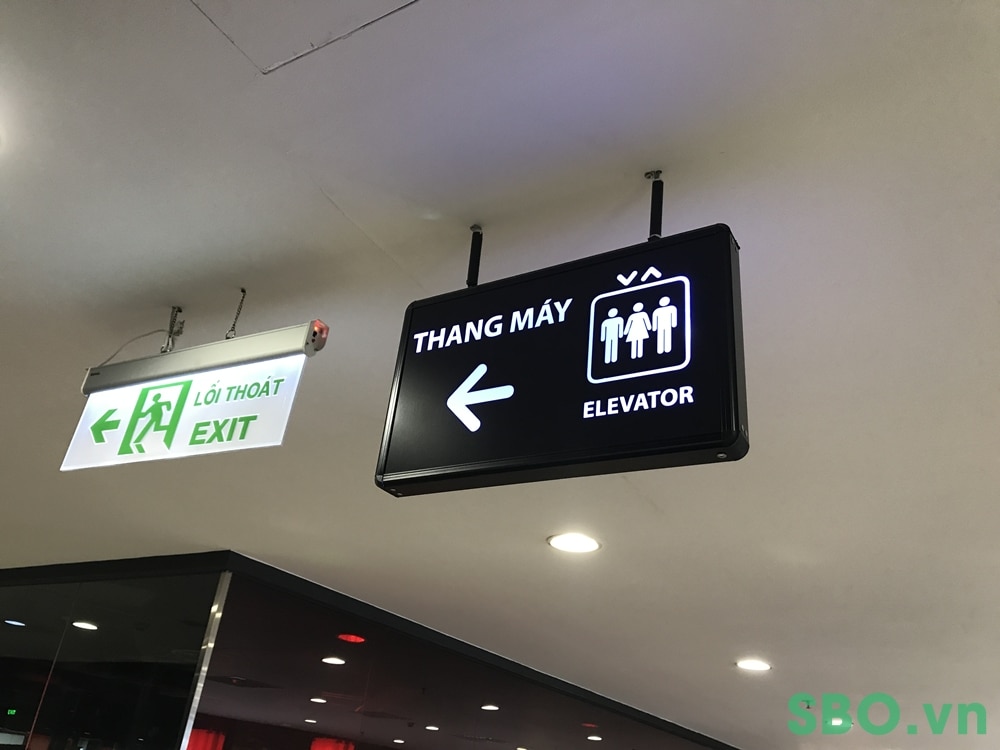 LỐI THOÁT
EXIT
THANG MÁY
ELEVATOR
SBO.vn